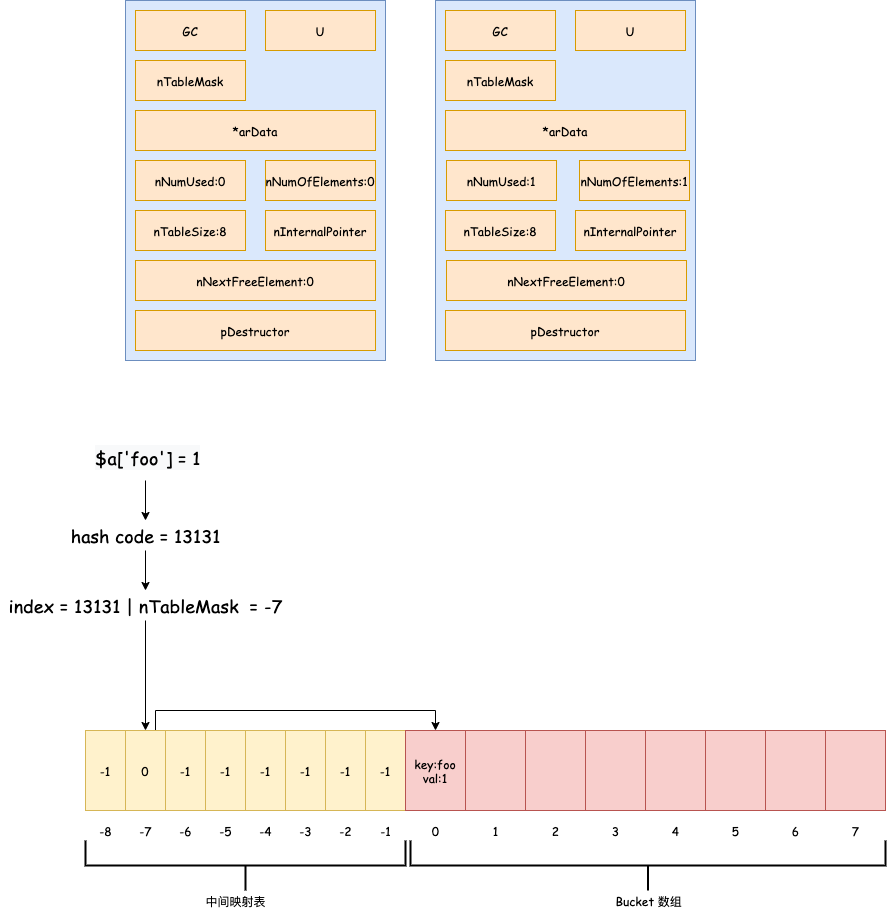 GC U GC U
nTableMask nTableMask
*arData *arData
nNumUsed:0 nNumOfElements:0 nNumUsed:1 nNumOfElements:1
nTableSize:8 nInternalPointer nTableSize:8 nInternalPointer
nNextFreeElement:0 nNextFreeElement:0
pDestructor pDestructor
$a['foo'] = 1
hash code = 13131
index = 13131 | nTableMask = -7
-1 0 -1 -1 -1 -1 -1 -1 key:foo
val:1
-8 -7 -6 -5 -4 -3 -2 -1 0 1 2 3 4 5 6 7
中间映射表 Bucket 数组